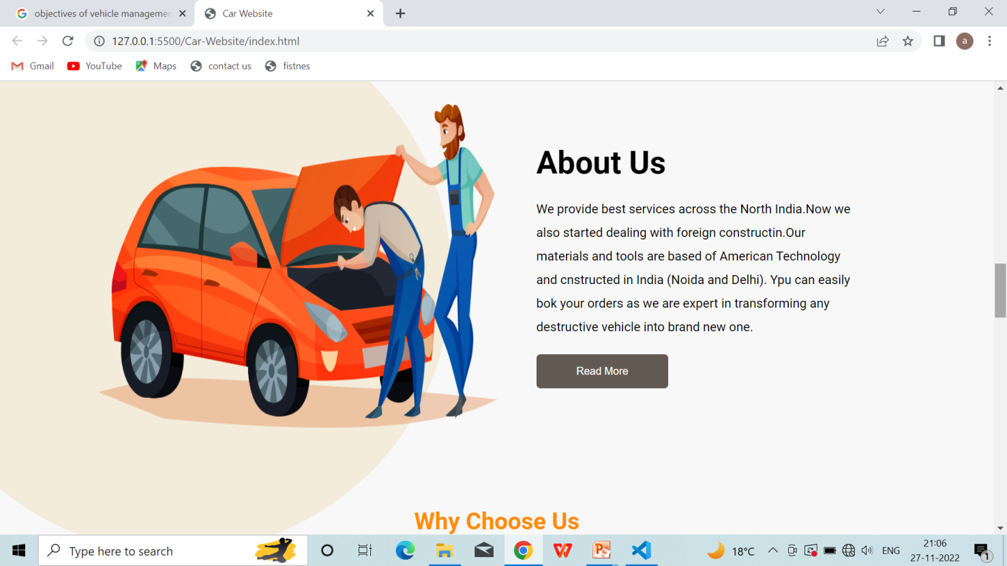 objectives of vehicle managemen
Car Website
127.0.0.1:5500/Car-Website/index.html
a
Gmail
YouTube
Maps
contact us
fistnes
About Us
We provide best services across the North India.Now we
also started dealing with foreign constructin.Our
materials and tools are based of American Technology
and cnstructed in India (Noida and Delhi). Ypu can easily
bok your orders as we are expert in transforming any
destructive vehicle into brand new one.
Read More
Why Choose Us
Type here to search
18°C
ENG
21:06
27-11-2022
1